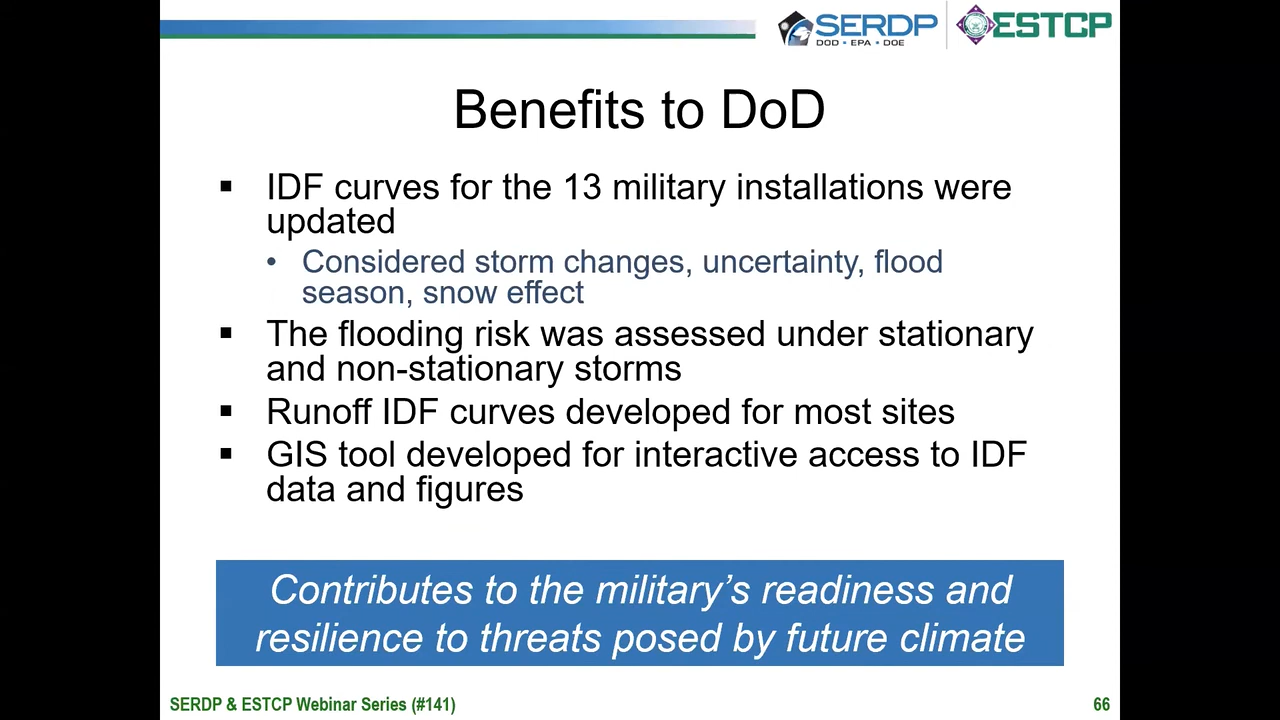 SERDP
DOD • EPA • DOE
ESTCP
Benefits to DoD
▪ IDF curves for the 13 military installations were
updated
• Considered storm changes, uncertainty, flood
season, snow effect
▪ The flooding risk was assessed under stationary
and non-stationary storms
▪ Runoff IDF curves developed for most sites
▪ GIS tool developed for interactive access to IDF
data and figures
Contributes to the military’s readiness and
resilience to threats posed by future climate
SERDP & ESTCP Webinar Series (#141)
66